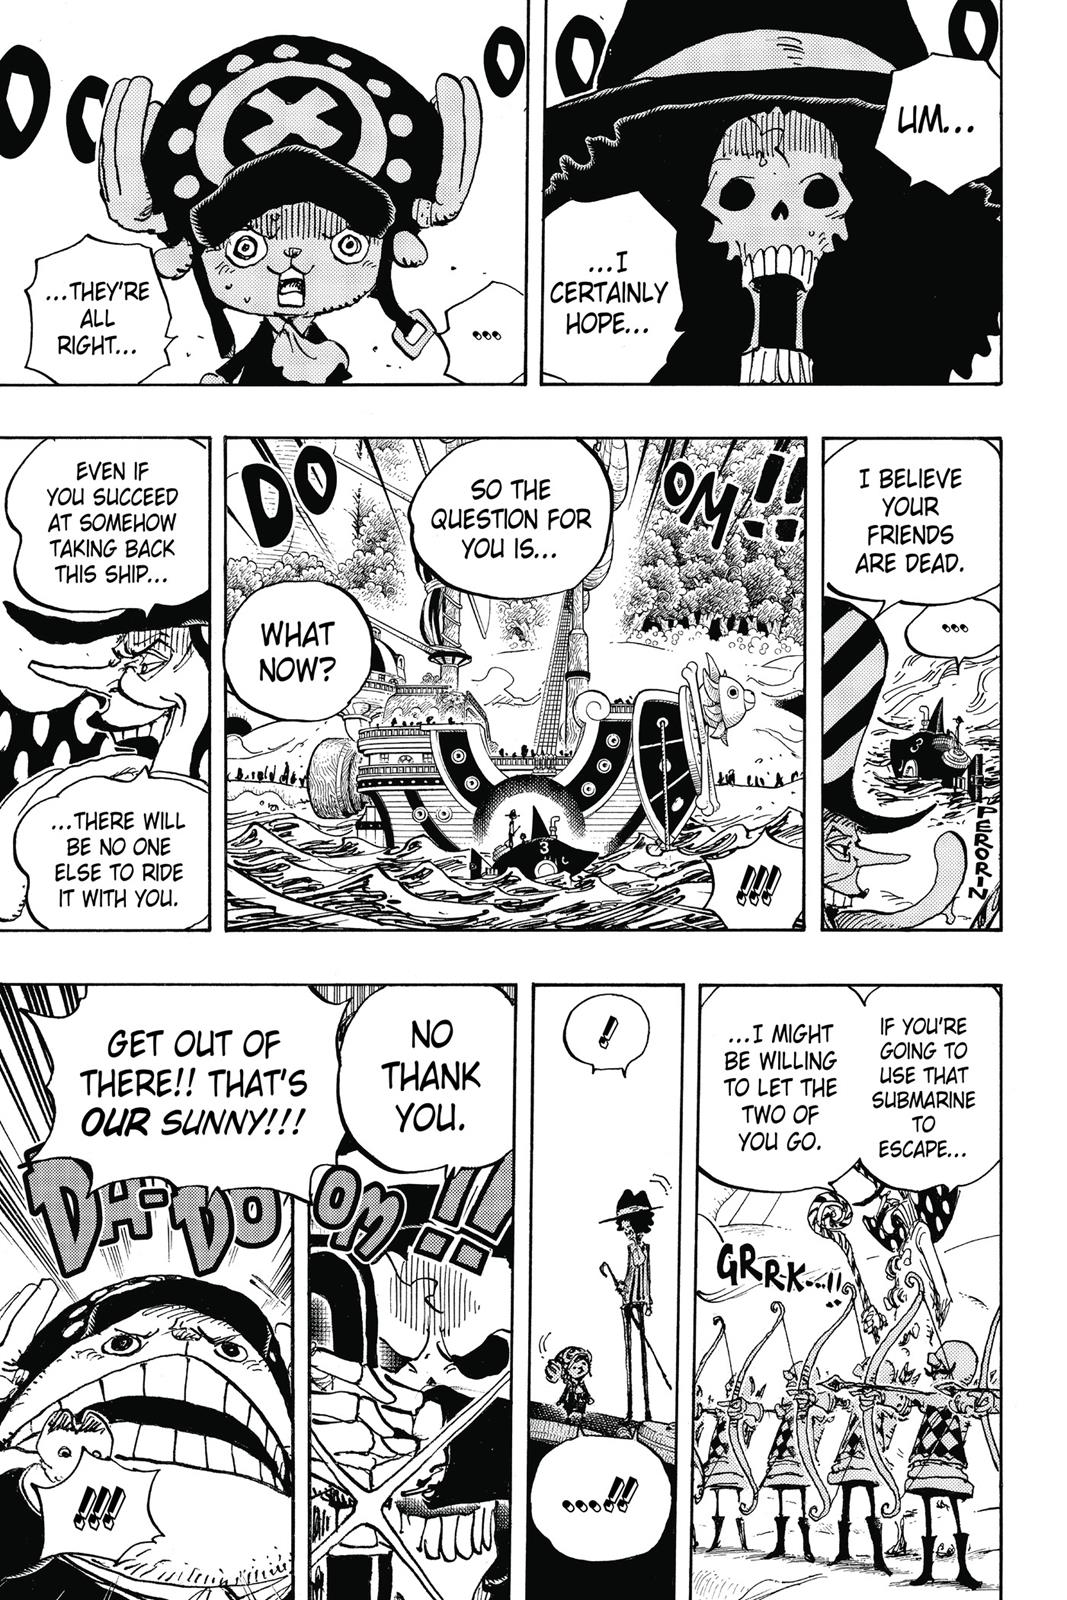 UM...
...I
CERTAINLY
HOPE...
...THEY'RE
ALL
RIGHT...
...
I BELIEVE
YOUR
FRIENDS
ARE DEAD.
...
PERORIN
SO THE
QUESTION FOR
YOU IS...
DO
OM...!!
WHAT
NOW?
!!!
EVEN IF
YOU SUCCEED
AT SOMEHOW
TAKING BACK
THIS SHIP...
...THERE WILL
BE NO ONE
ELSE TO RIDE
IT WITH YOU.
IF YOU'RE
GOING TO
USE THAT
SUBMARINE
TO
ESCAPE...
...I MIGHT
BE WILLING
TO LET THE
TWO OF
YOU GO.
GRRK...!!
!
...!!
NO
THANK
YOU.
GET OUT OF
THERE!! THAT'S
OUR SUNNY!!!
DA-DOOM!!
!!!
3
3